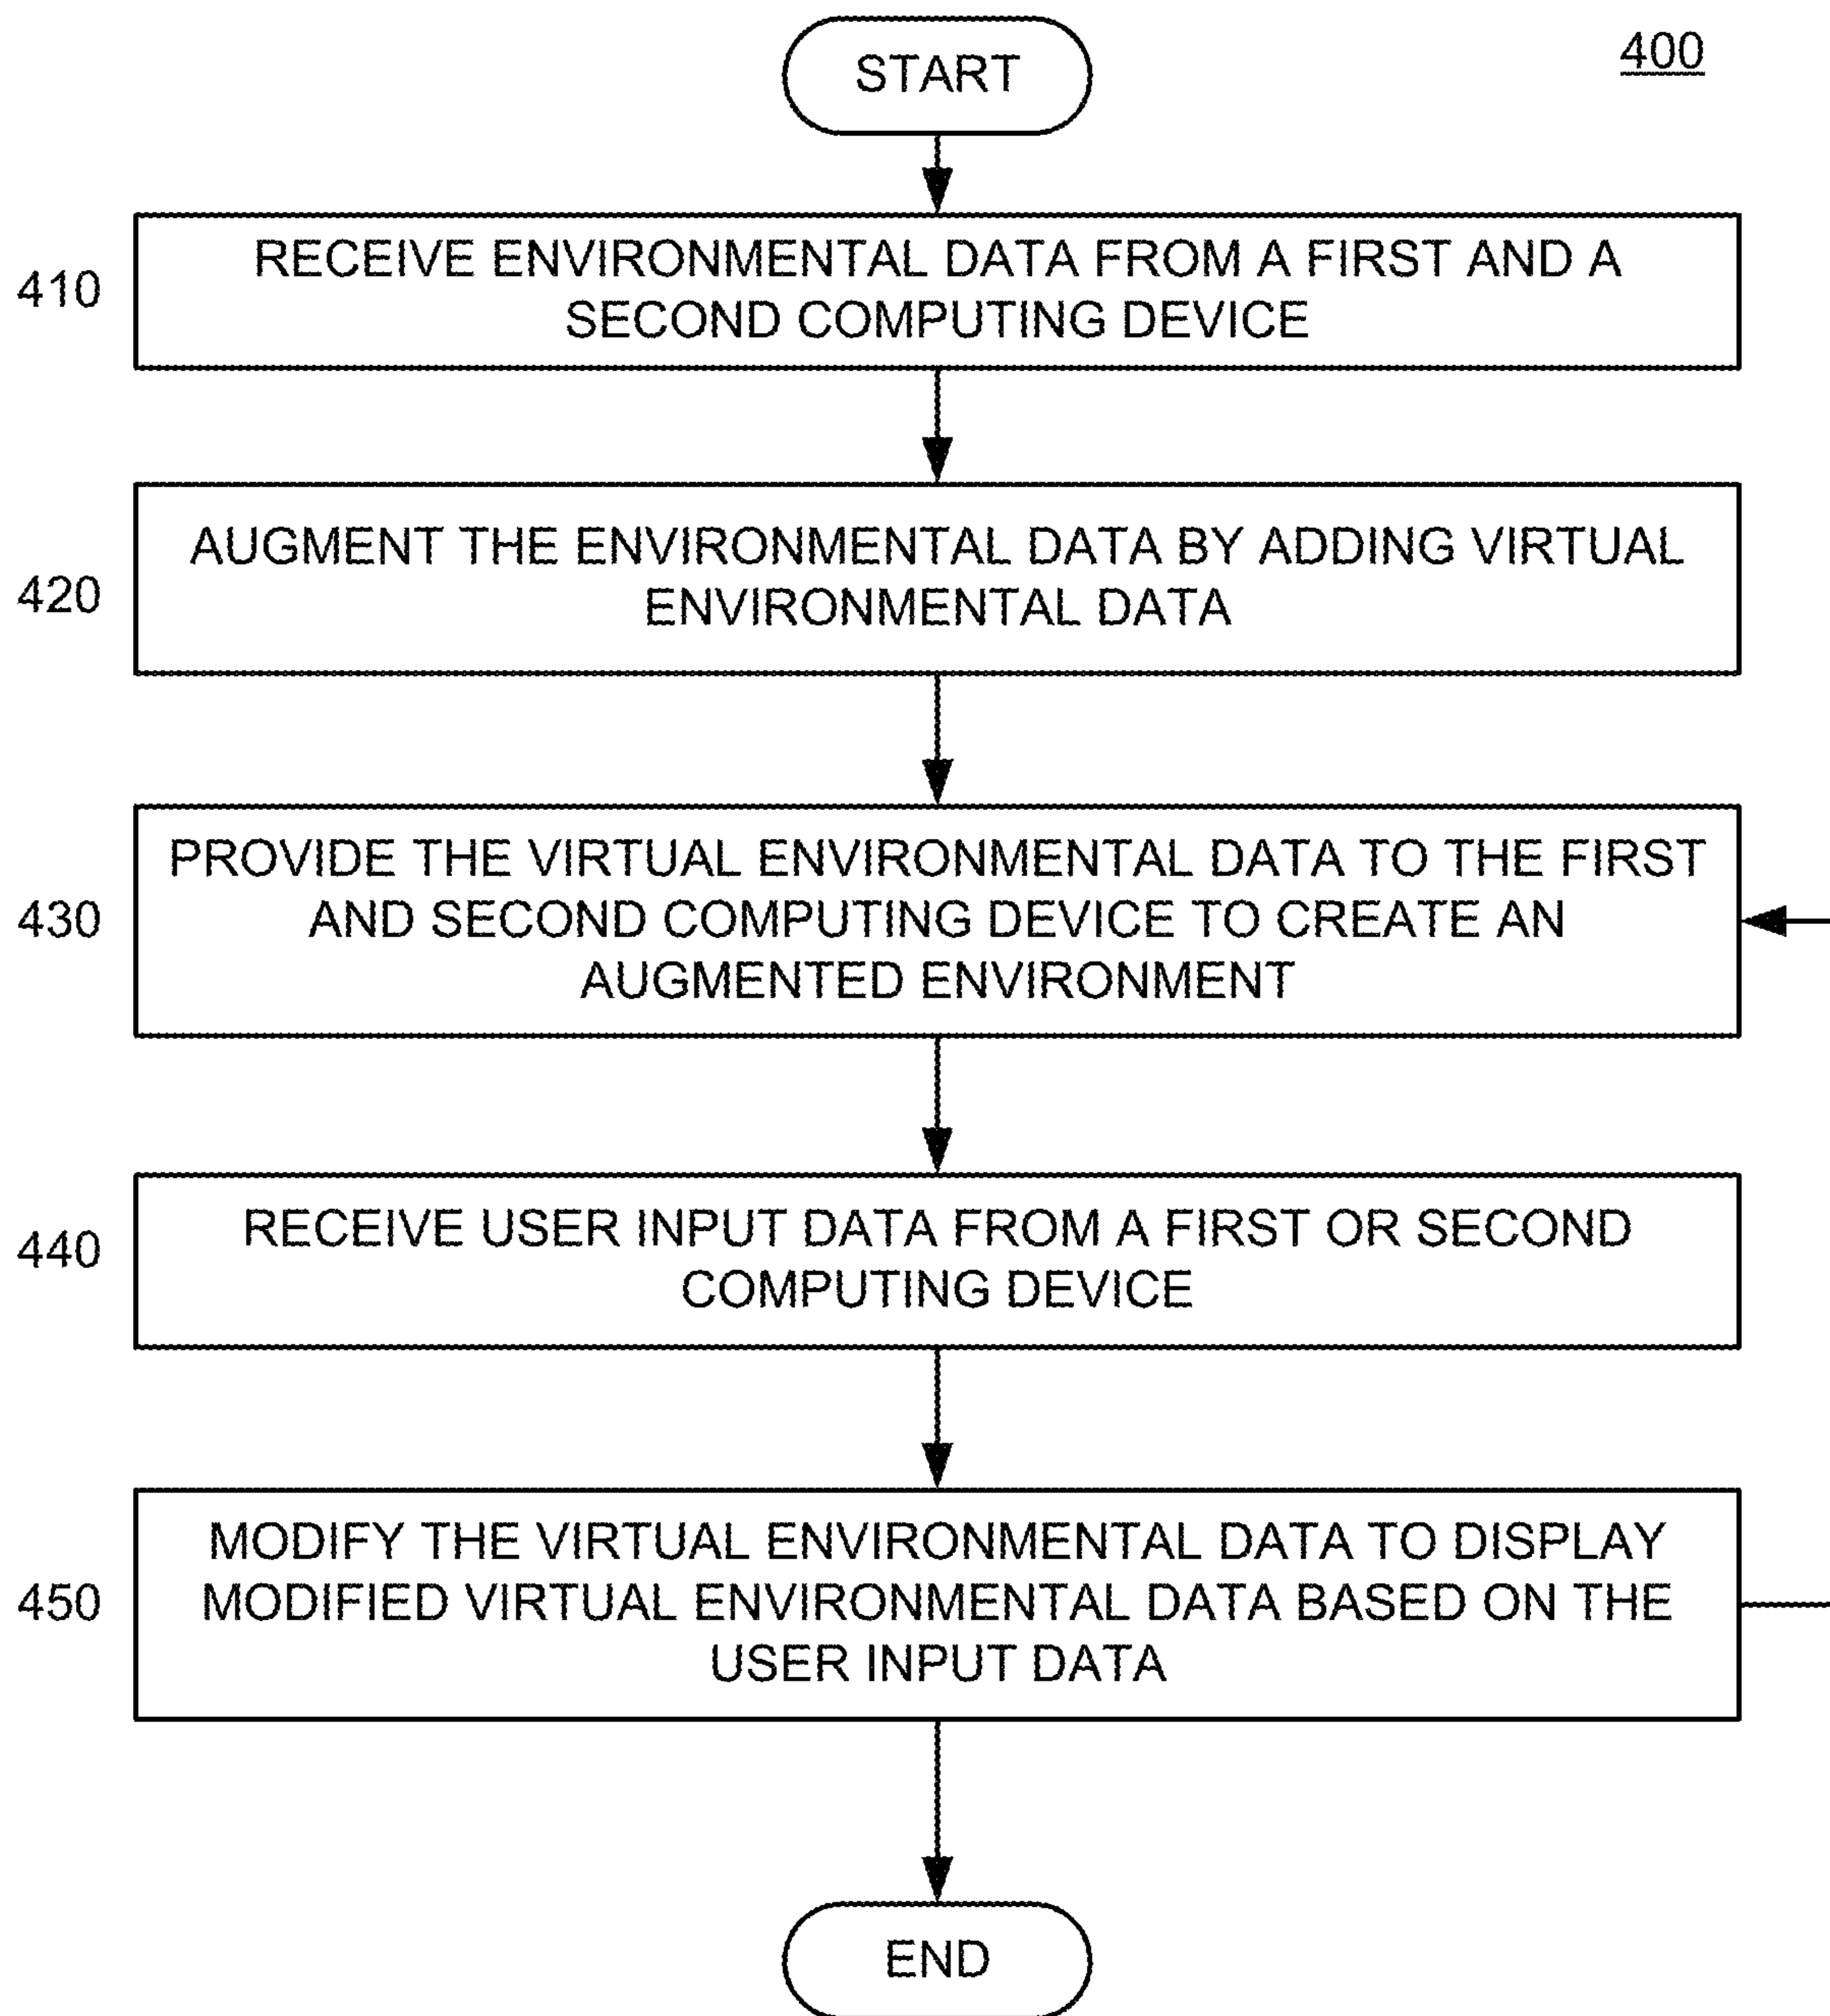 START
400
410
RECEIVE ENVIRONMENTAL DATA FROM A FIRST AND A
SECOND COMPUTING DEVICE
420
AUGMENT THE ENVIRONMENTAL DATA BY ADDING VIRTUAL
ENVIRONMENTAL DATA
430
PROVIDE THE VIRTUAL ENVIRONMENTAL DATA TO THE FIRST
AND SECOND COMPUTING DEVICE TO CREATE AN
AUGMENTED ENVIRONMENT
440
RECEIVE USER INPUT DATA FROM A FIRST OR SECOND
COMPUTING DEVICE
450
MODIFY THE VIRTUAL ENVIRONMENTAL DATA TO DISPLAY
MODIFIED VIRTUAL ENVIRONMENTAL DATA BASED ON THE
USER INPUT DATA
END